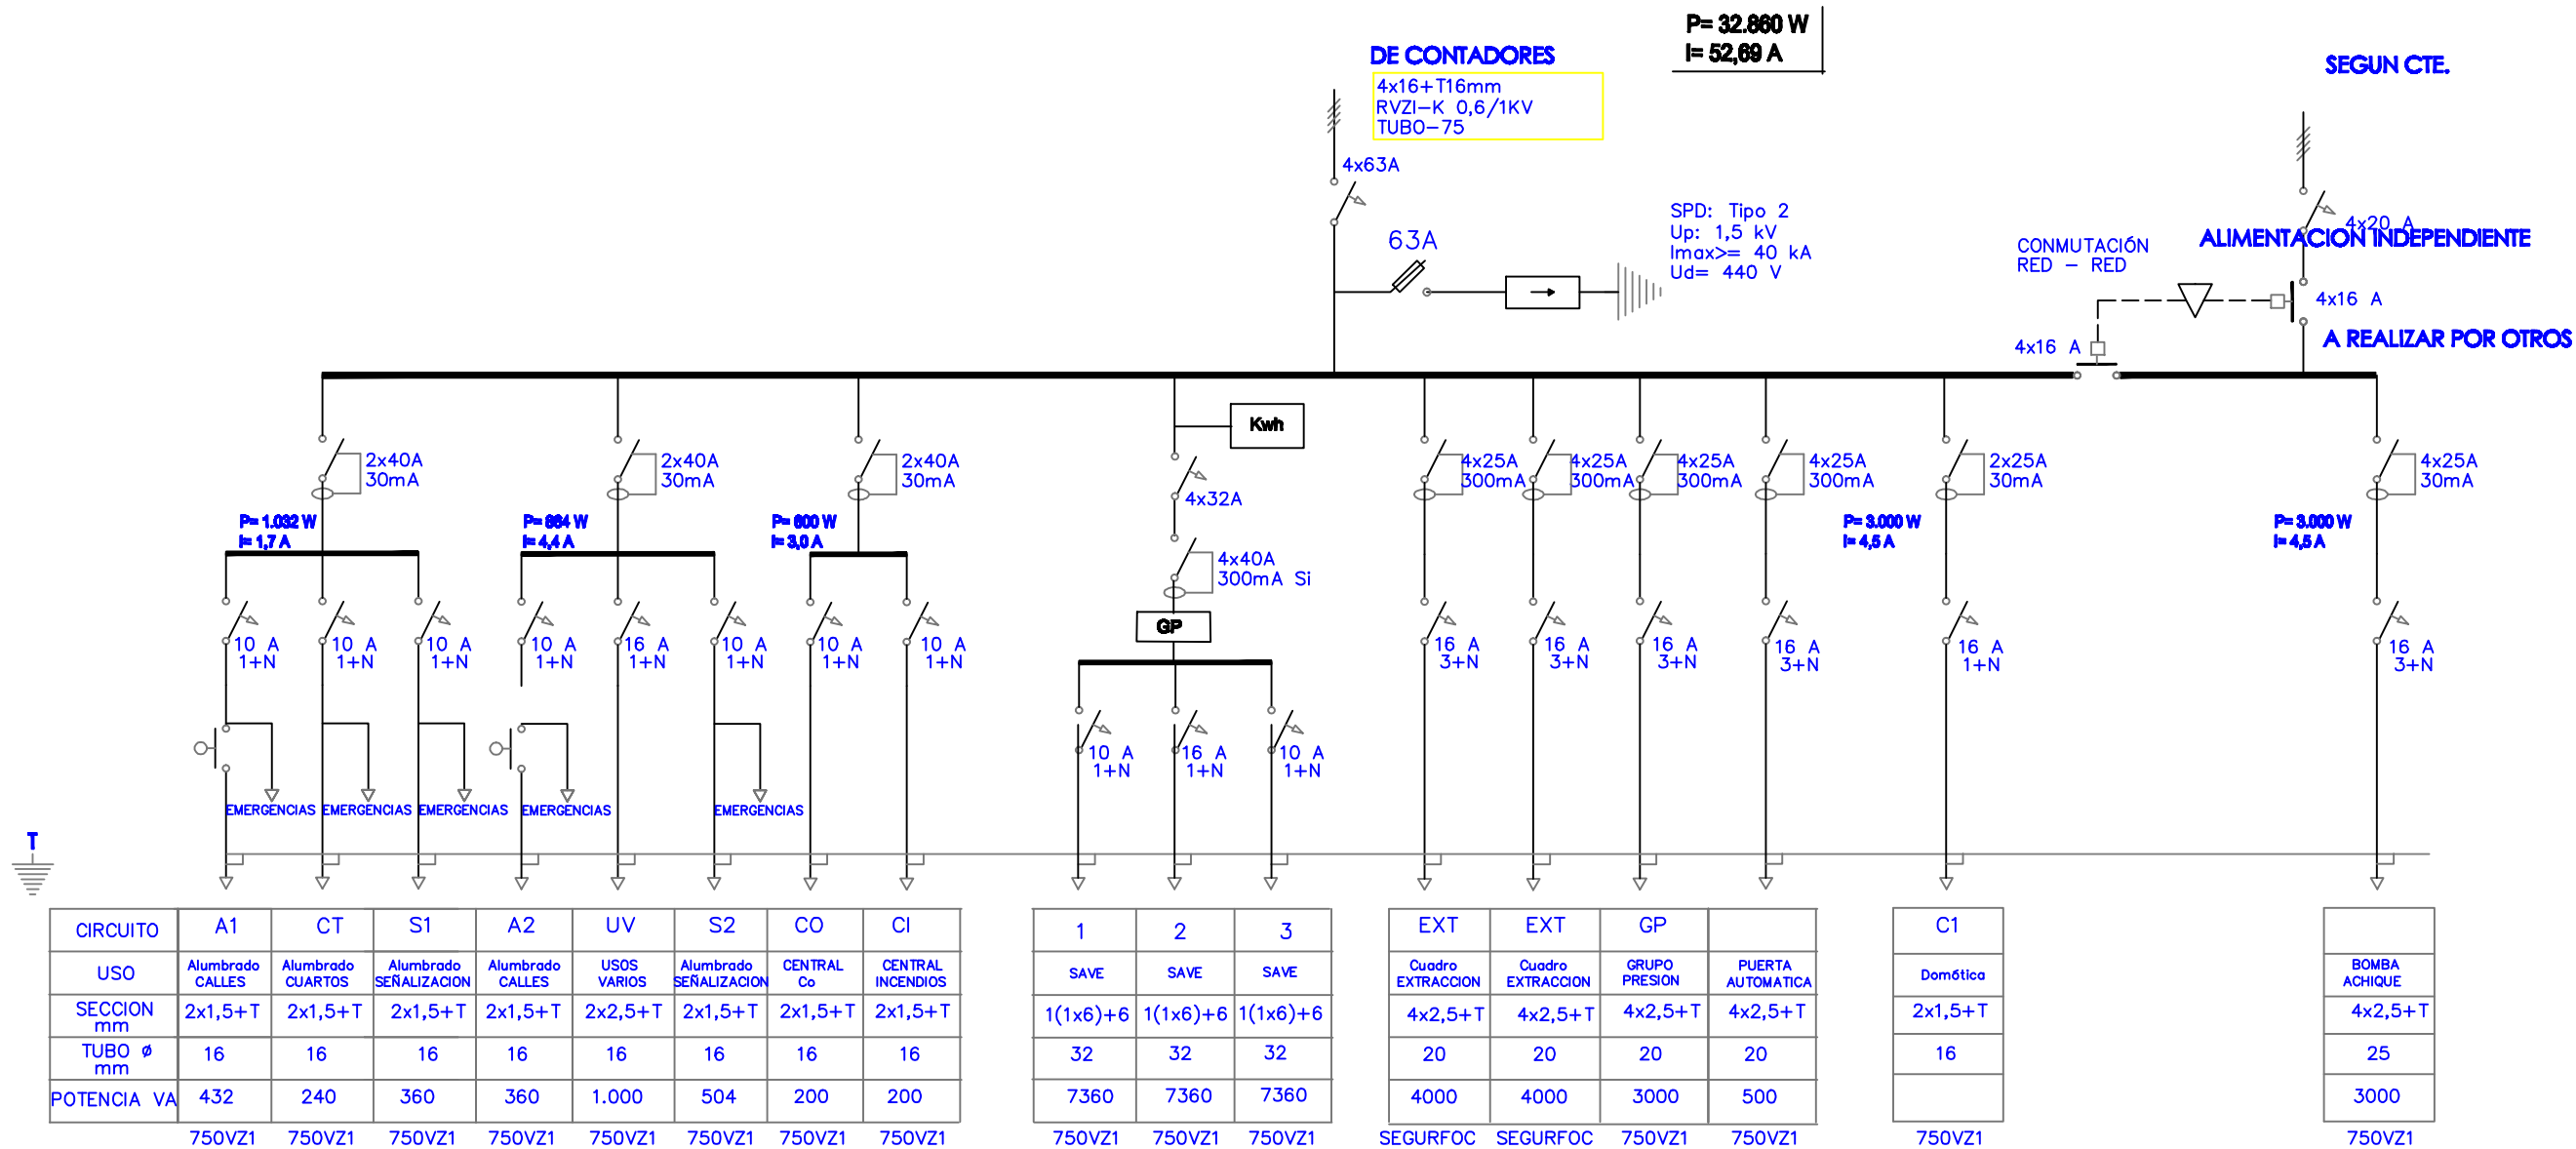 P= 32.860 W
I= 52,69 A
DE CONTADORES
4x16+T16mm
RVZI-K 0,6/1KV
TUBO-75
SEGUN CTE.
4x63A
63A
SPD: Tipo 2
Up: 1,5 kV
Imax>= 40 kA
Ud= 440 V
CONMUTACIÓN
RED - RED
4x20 A
ALIMENTACION INDEPENDIENTE
4x16 A
A REALIZAR POR OTROS
4x16 A
Kwh
2x40A
30mA
2x40A
30mA
2x40A
30mA
4x32A
4x25A
300mA
4x25A
300mA
4x25A
300mA
4x25A
300mA
2x25A
30mA
4x25A
30mA
P= 1.032 W
I= 1,7 A
P= 864 W
I= 4,4 A
P= 600 W
I= 3,0 A
4x40A
300mA Si
P= 3.000 W
I= 4,5 A
P= 3.000 W
I= 4,5 A
GP
10 A
1+N
10 A
1+N
10 A
1+N
10 A
1+N
16 A
1+N
10 A
1+N
10 A
1+N
10 A
1+N
16 A
3+N
16 A
3+N
16 A
3+N
16 A
3+N
16 A
1+N
16 A
3+N
10 A
1+N
16 A
1+N
10 A
1+N
EMERGENCIAS EMERGENCIAS EMERGENCIAS EMERGENCIAS EMERGENCIAS
T
CIRCUITO A1 CT S1 A2 UV S2 CO CI 1 2 3 EXT EXT GP C1
USO
Alumbrado
CALLES
Alumbrado
CUARTOS
Alumbrado
SEÑALIZACION
Alumbrado
CALLES
USOS
VARIOS
Alumbrado
SEÑALIZACION
CENTRAL
Co
CENTRAL
INCENDIOS
SAVE SAVE SAVE
Cuadro
EXTRACCION
Cuadro
EXTRACCION
GRUPO
PRESION
PUERTA
AUTOMATICA
Domótica
BOMBA
ACHIQUE
SECCION
mm
2x1,5+T 2x1,5+T 2x1,5+T 2x1,5+T 2x2,5+T 2x1,5+T 2x1,5+T 2x1,5+T 1(1x6)+6 1(1x6)+6 1(1x6)+6 4x2,5+T 4x2,5+T 4x2,5+T 4x2,5+T 2x1,5+T 4x2,5+T
TUBO Ø
mm
16 16 16 16 16 16 16 16 32 32 32 20 20 20 20 16 25
POTENCIA VA 432 240 360 360 1.000 504 200 200 7360 7360 7360 4000 4000 3000 500 3000
750VZ1 750VZ1 750VZ1 750VZ1 750VZ1 750VZ1 750VZ1 750VZ1 750VZ1 750VZ1 750VZ1 SEGURFOC SEGURFOC 750VZ1 750VZ1 750VZ1 750VZ1